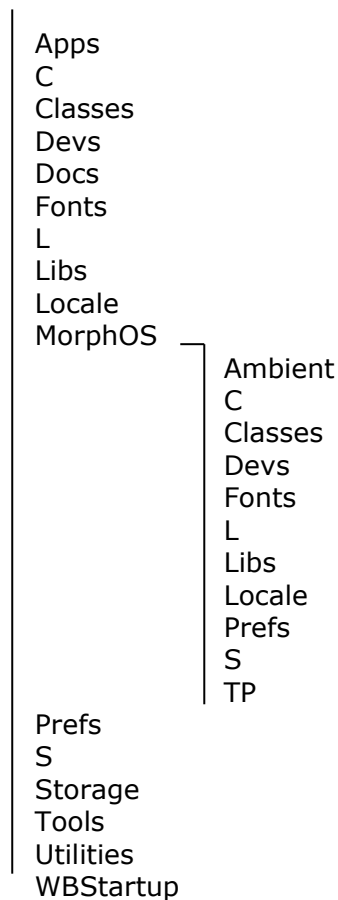 Apps
C
Classes
Devs
Docs
Fonts
L
Libs
Locale
MorphOS
Ambient
C
Classes
Devs
Fonts
L
Libs
Locale
Prefs
S
TP
Prefs
S
Storage
Tools
Utilities
WBStartup